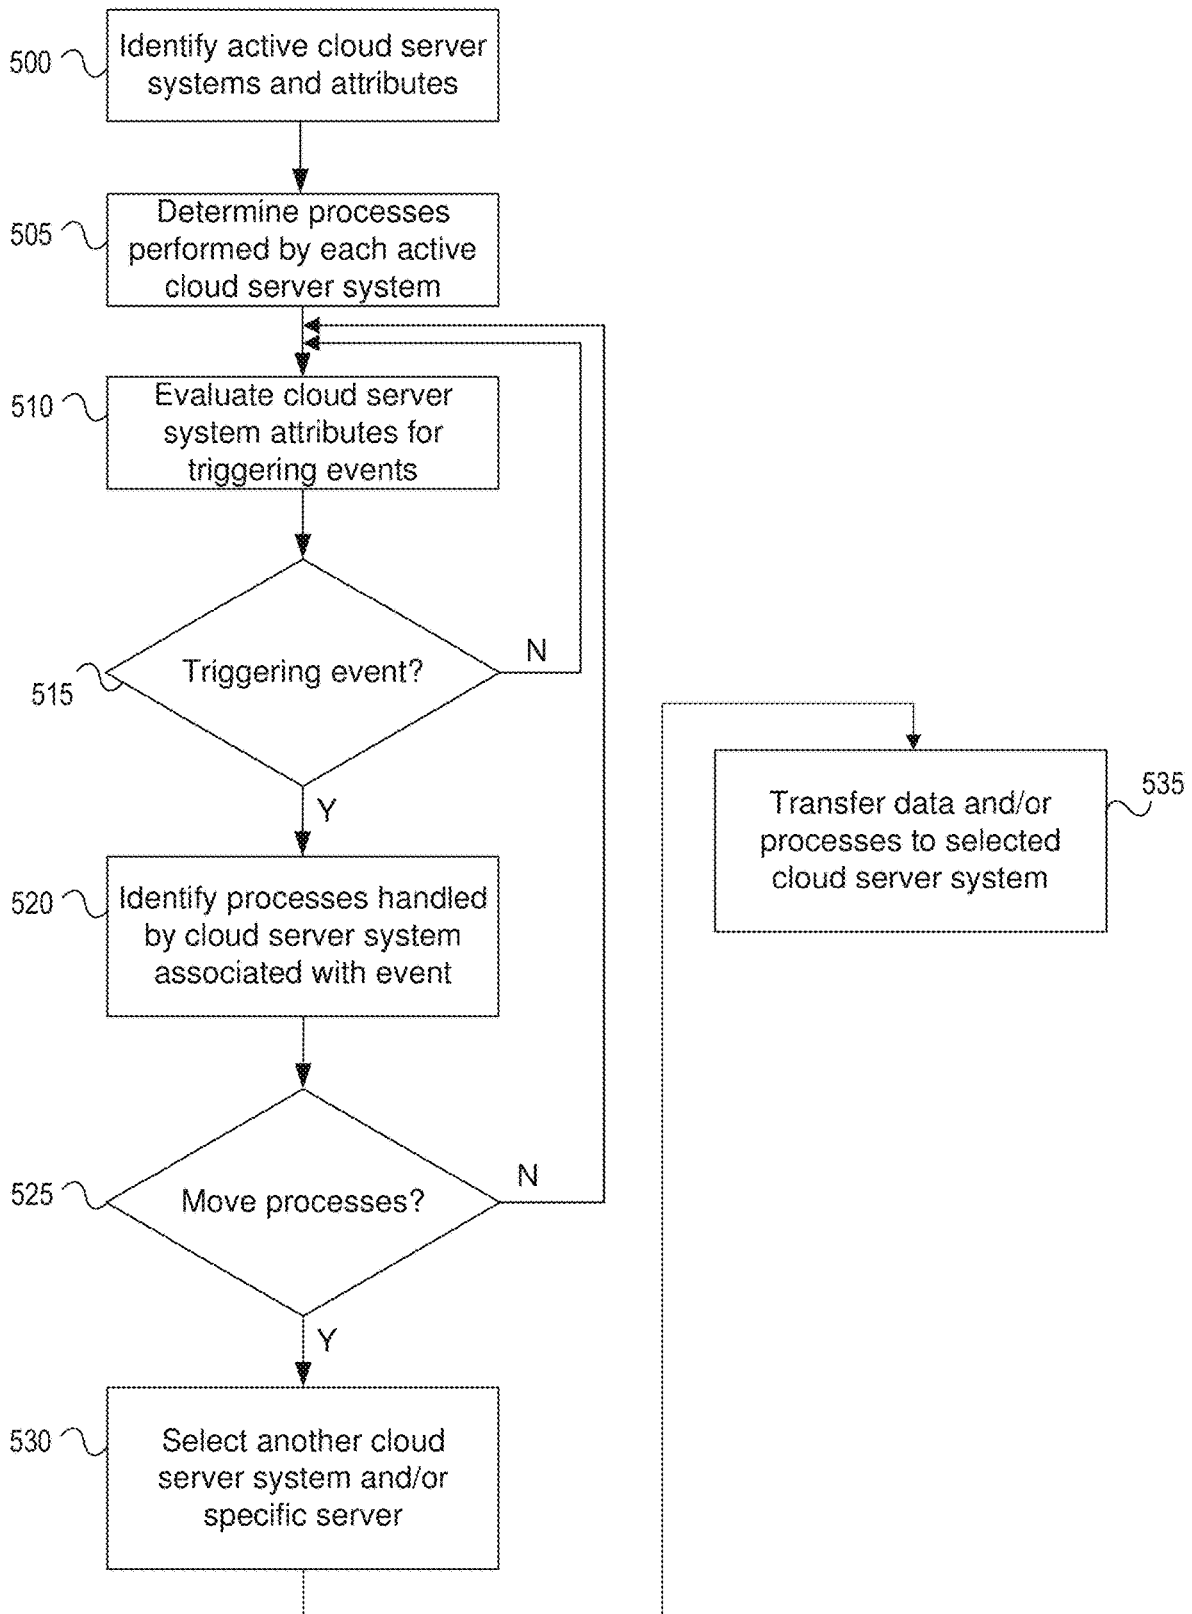 500
Identify active cloud server
systems and attributes
505
Determine processes
performed by each active
cloud server system
510
Evaluate cloud server
system attributes for
triggering events
515
Triggering event?
N
Y
520
Identify processes handled
by cloud server system
associated with event
525
Move processes?
N
Y
530
Select another cloud
server system and/or
specific server
535
Transfer data and/or
processes to selected
cloud server system